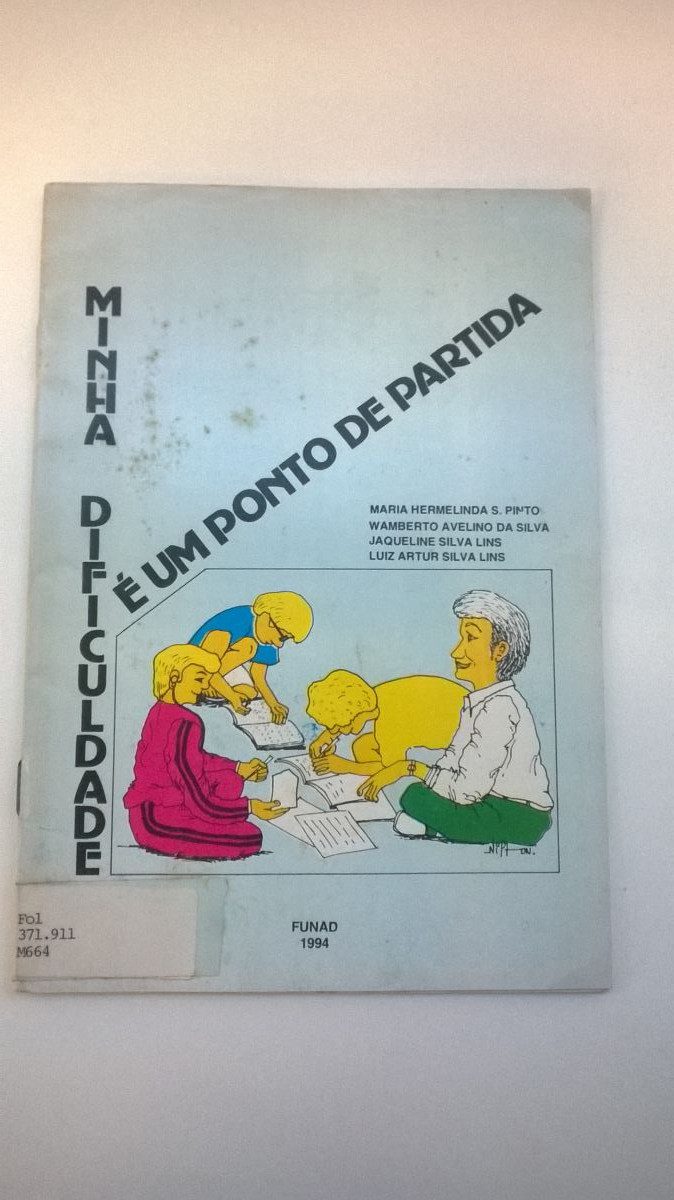 MINHA DIFICULDADE
É UM PONTO DE PARTIDA
MARIA HERMELINDA S. PINTO
WAMBERTO AVELINO DA SILVA
JAQUELINE SILVA LINS
LUIZ ARTUR SILVA LINS
FUNAD
1994
Fol
371.911
M664